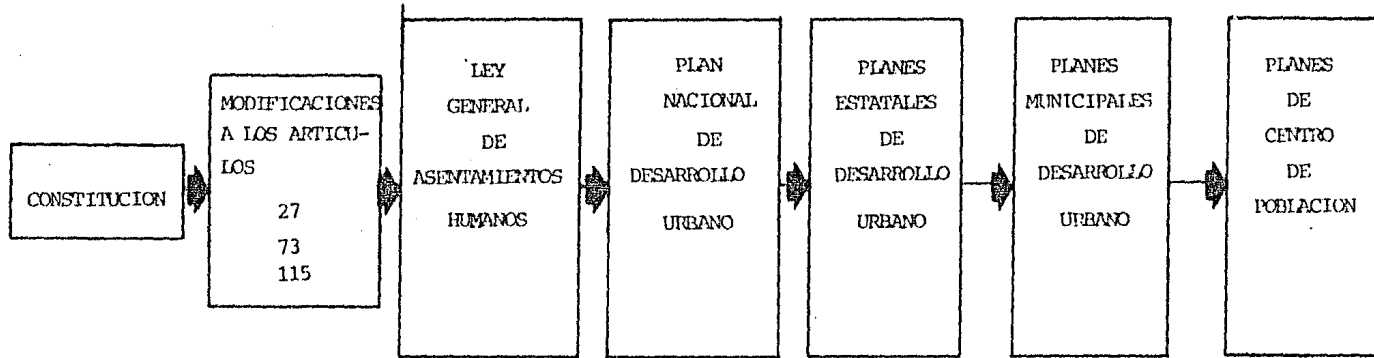 CONSTITUCION
MODIFICACIONES
A LOS ARTICU-
LOS
27
73
115
LEY
GENERAL
DE
ASENTAMIENTOS
HUMANOS
PLAN
NACIONAL
DE
DESARROLLO
URBANO
PLANES
ESTATALES
DE
DESARROLLO
URBANO
PLANES
MUNICIPALES
DE
DESARROLLO
URBANO
PLANES
DE
CENTRO
DE
POBLACION